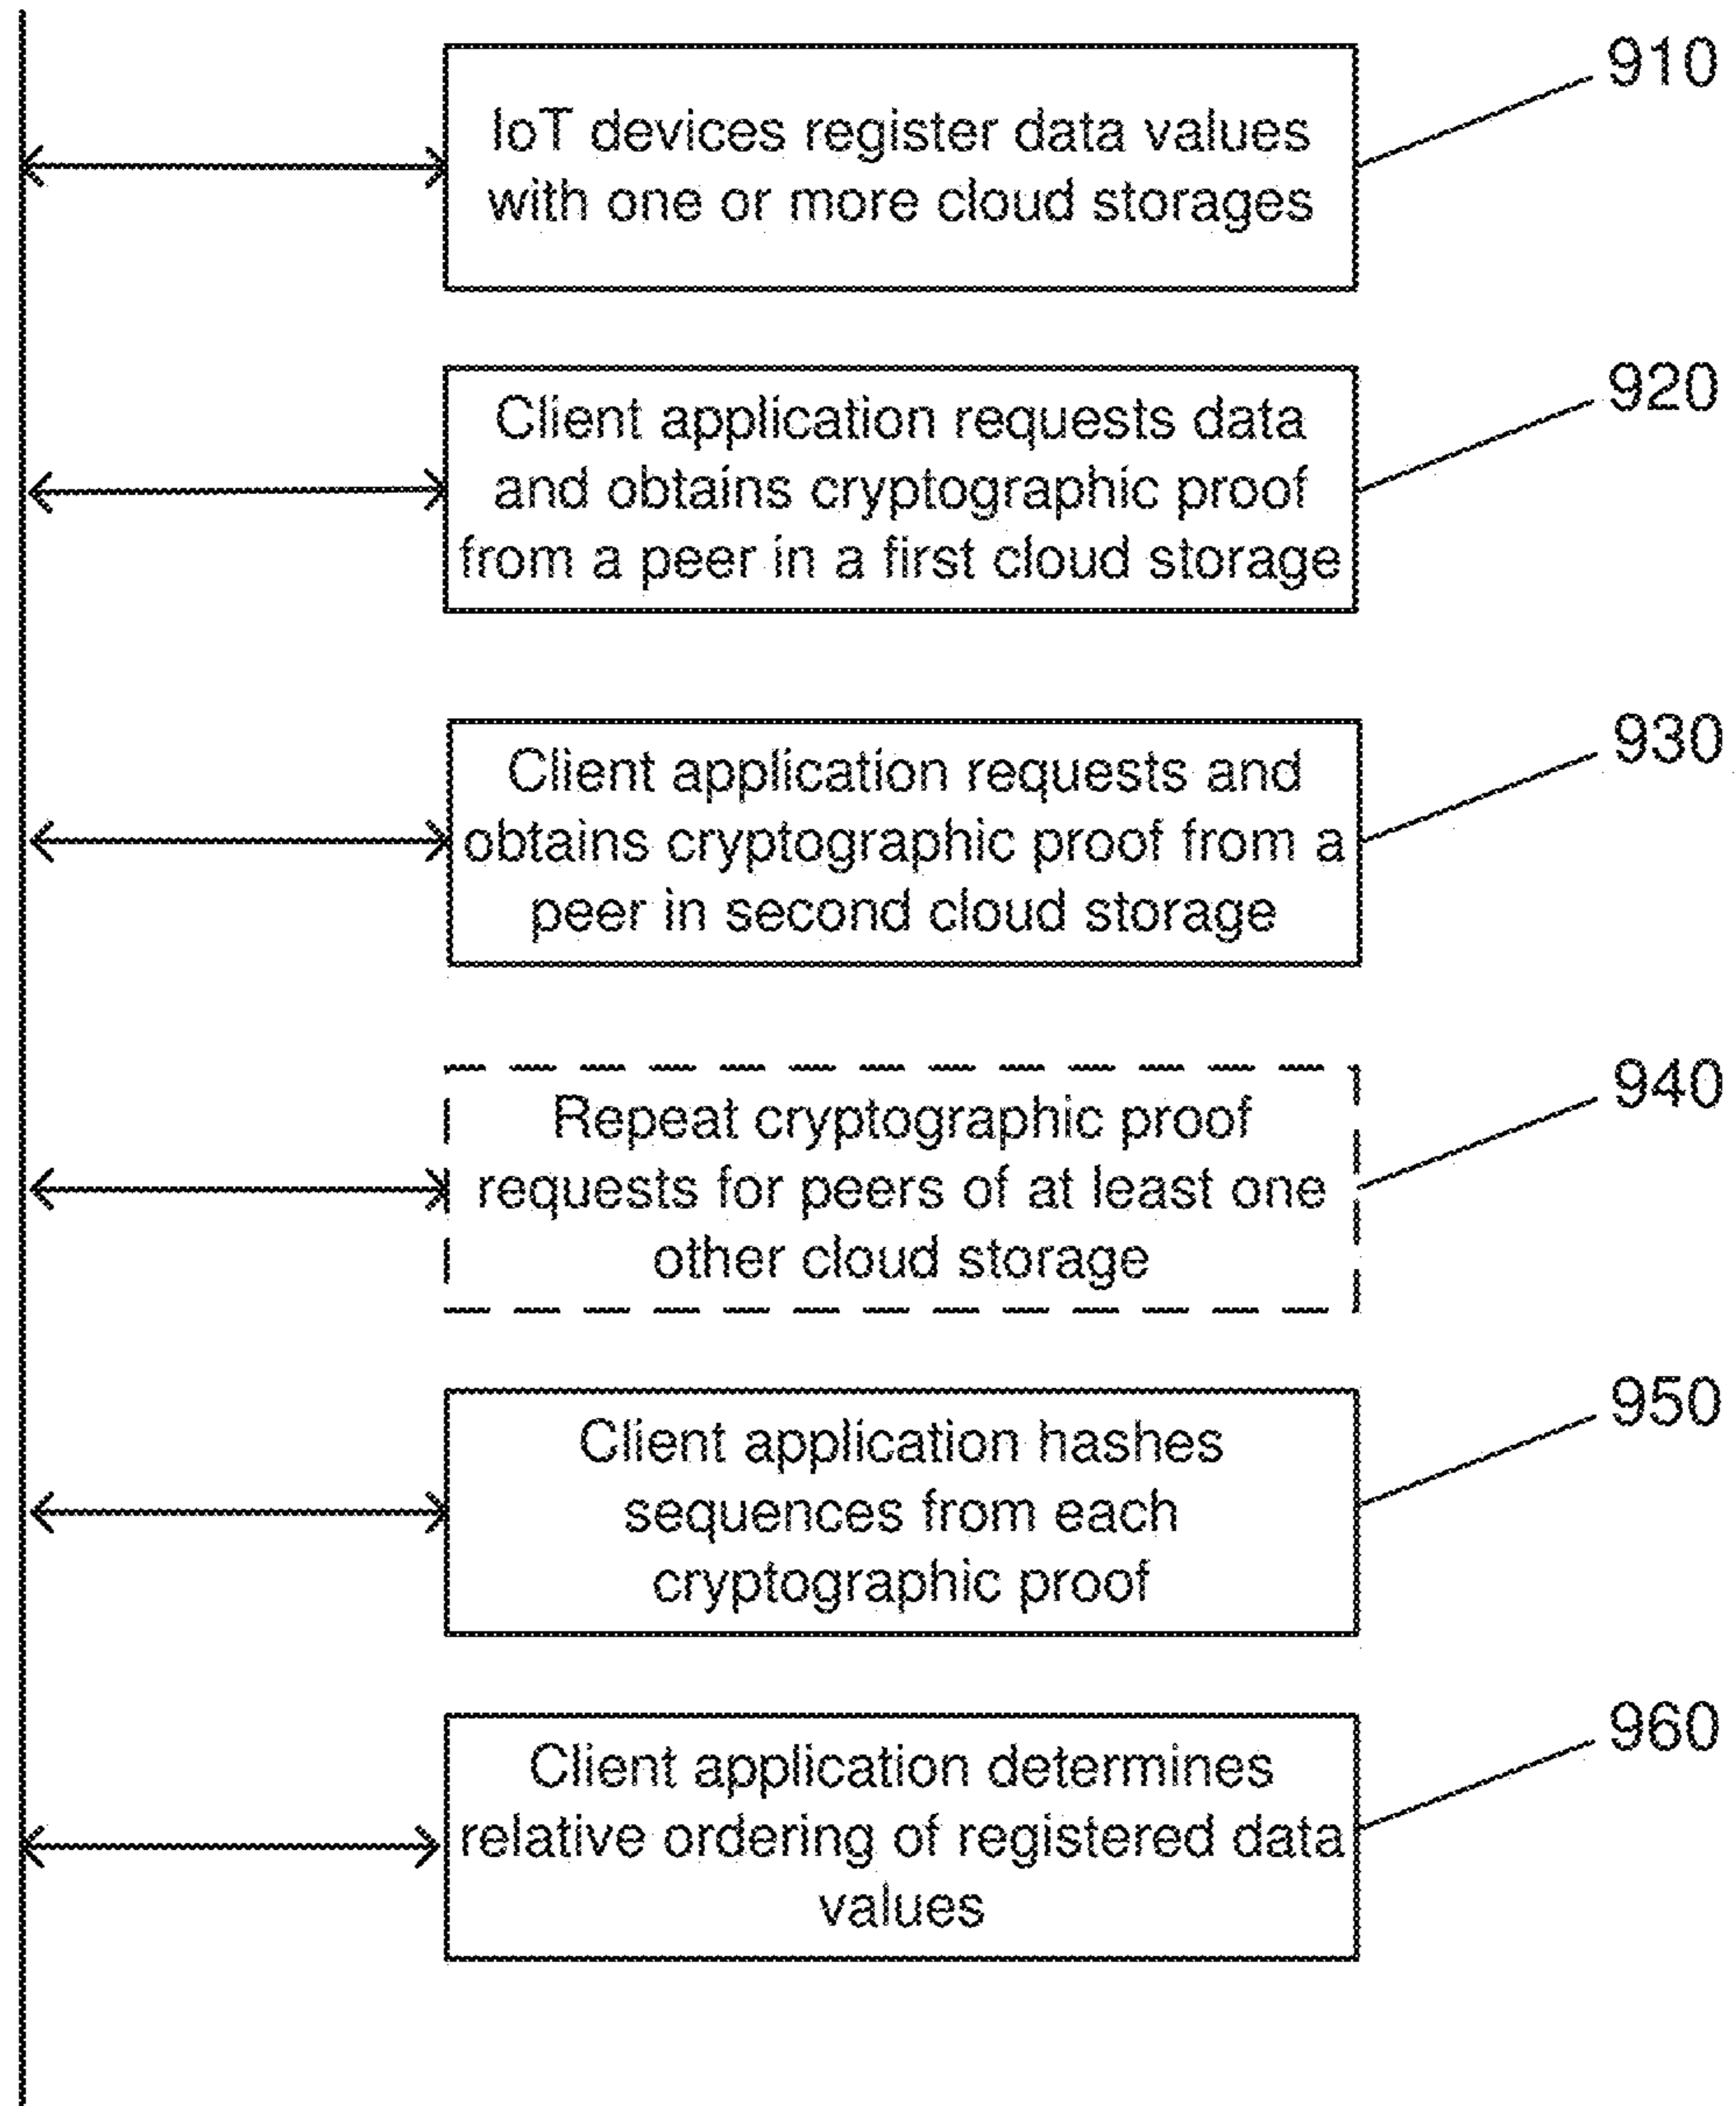 910
IoT devices register data values
with one or more cloud storages
920
Client application requests data
and obtains cryptographic proof
from a peer in a first cloud storage
930
Client application requests and
obtains cryptographic proof from a
peer in second cloud storage
940
Repeat cryptographic proof
requests for peers of at least one
other cloud storage
950
Client application hashes
sequences from each
cryptographic proof
960
Client application determines
relative ordering of registered data
values